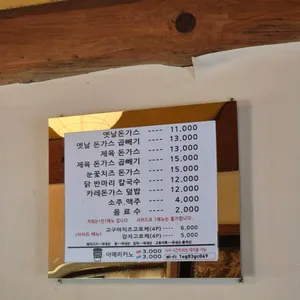 옛날 돈가스 ---- 11,000
옛날 돈가스 곱빼기 ---- 13,000
제육 돈가스 ---- 13,000
제육 돈가스 곱빼기 ---- 15,000
눈꽃치즈 돈가스 ---- 15,000
닭 반마리 칼국수 ---- 12,000
카레돈가스 덮밥 ---- 12,000
소주.맥주 ---- 4,000
음료수 ---- 2,000
고구마치즈고로케(4P) ---- 6,000
감자고로케(4P) ---- 5,000
아메리카노
3,000
3,000